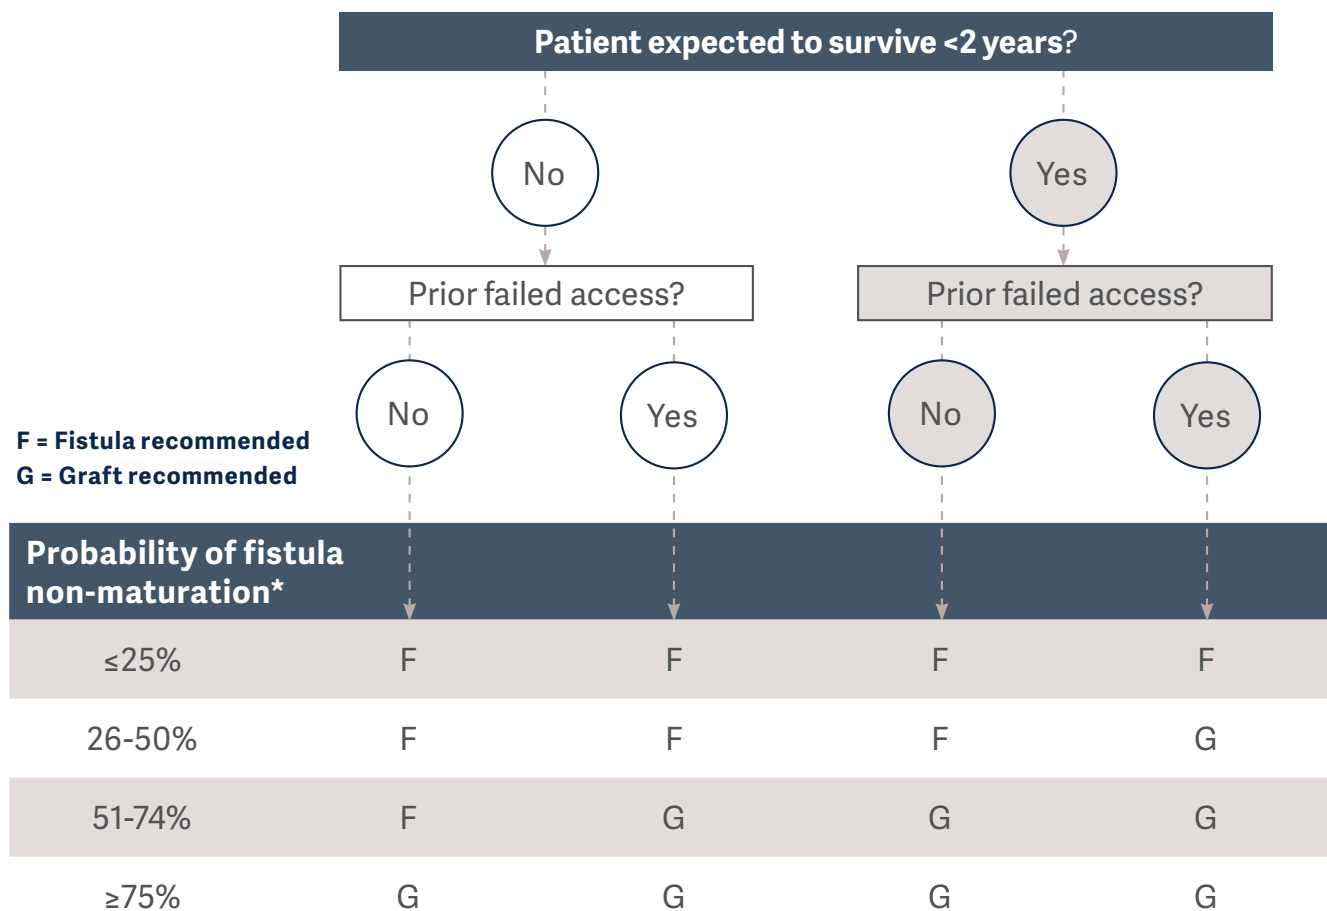 Patient expected to survive <2 years?
No
Yes
Prior failed access?
Prior failed access?
No
Yes
No
Yes
F = Fistula recommended
G = Graft recommended
Probability of fistula
non-maturation*
≤25% F F F F
26-50% F F F G
51-74% F G G G
≥75% G G G G